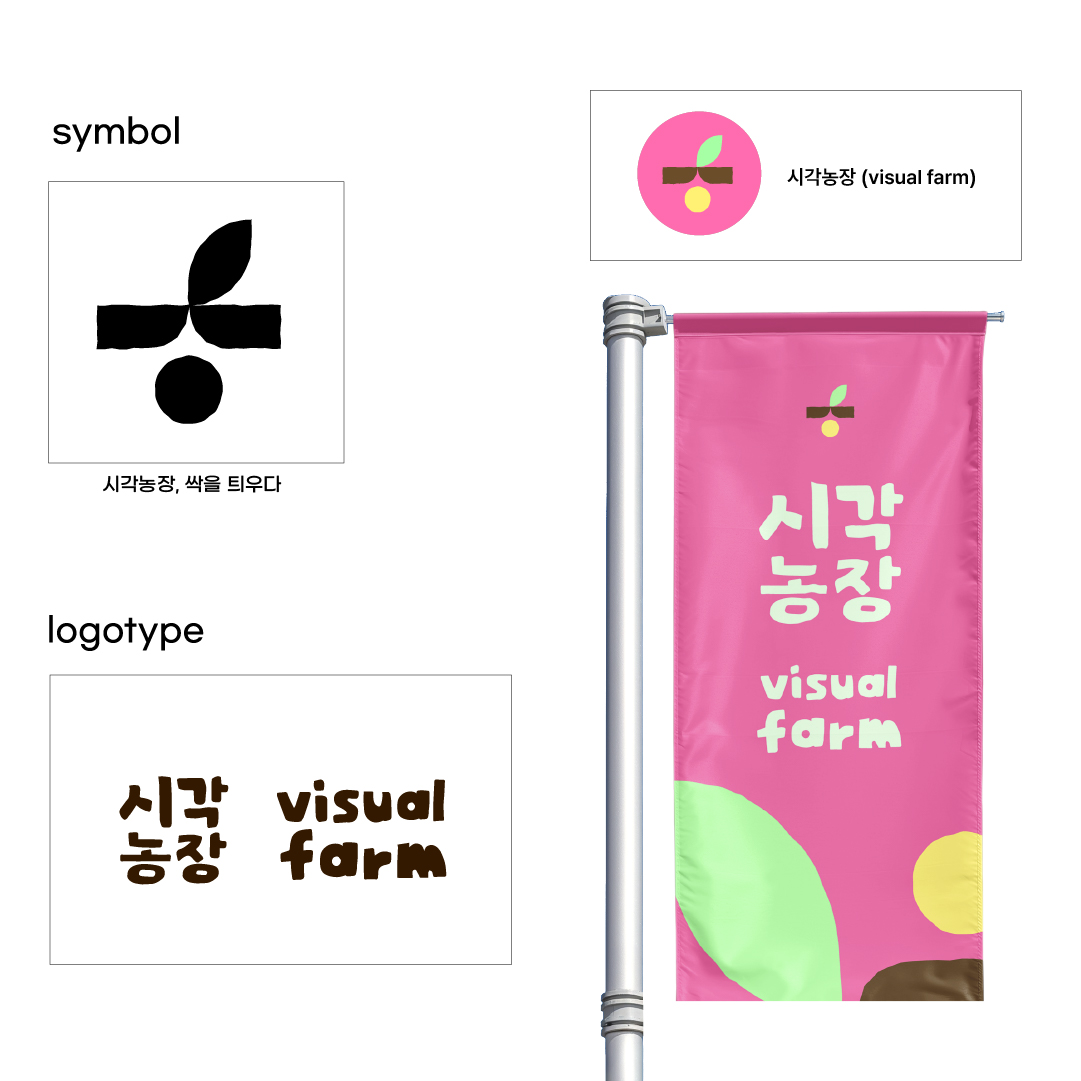 symbol
시각농장, 싹을 틔우다
logotype
시각
농장
visual
farm
시각농장 (visual farm)
시각
농장
visual
farm